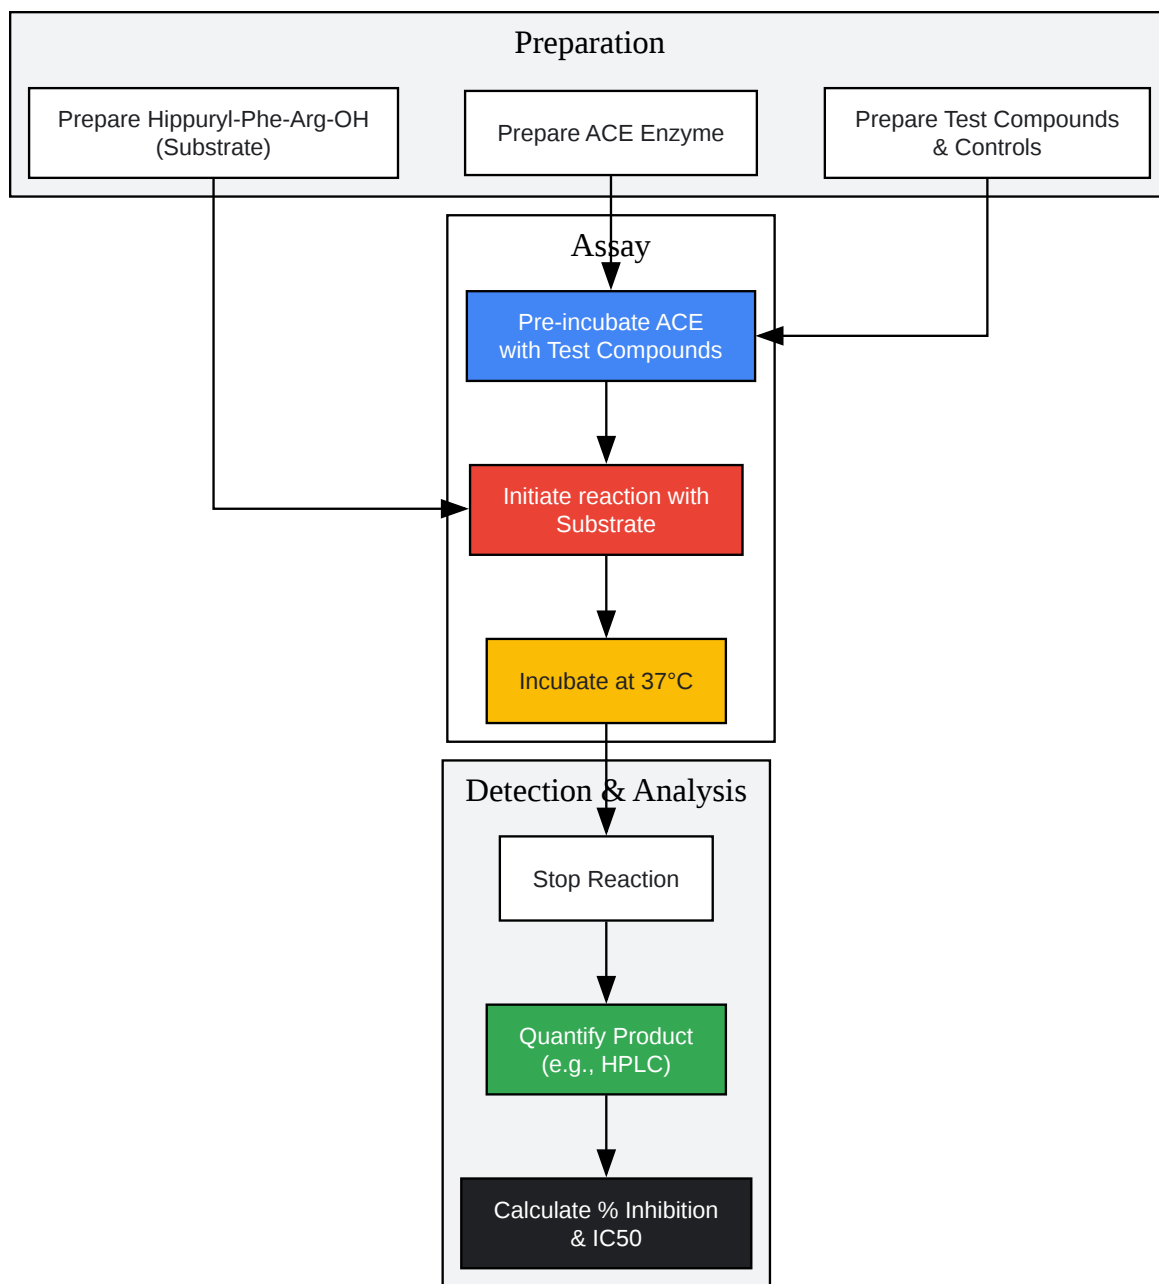 Preparation
Prepare Hippuryl-Phe-Arg-OH
(Substrate)
Prepare ACE Enzyme
Prepare Test Compounds
& Controls
Assay
Pre-incubate ACE
with Test Compounds
Initiate reaction with
Substrate
Incubate at 37°C
Detection & Analysis
Stop Reaction
Quantify Product
(e.g., HPLC)
Calculate % Inhibition
& IC50